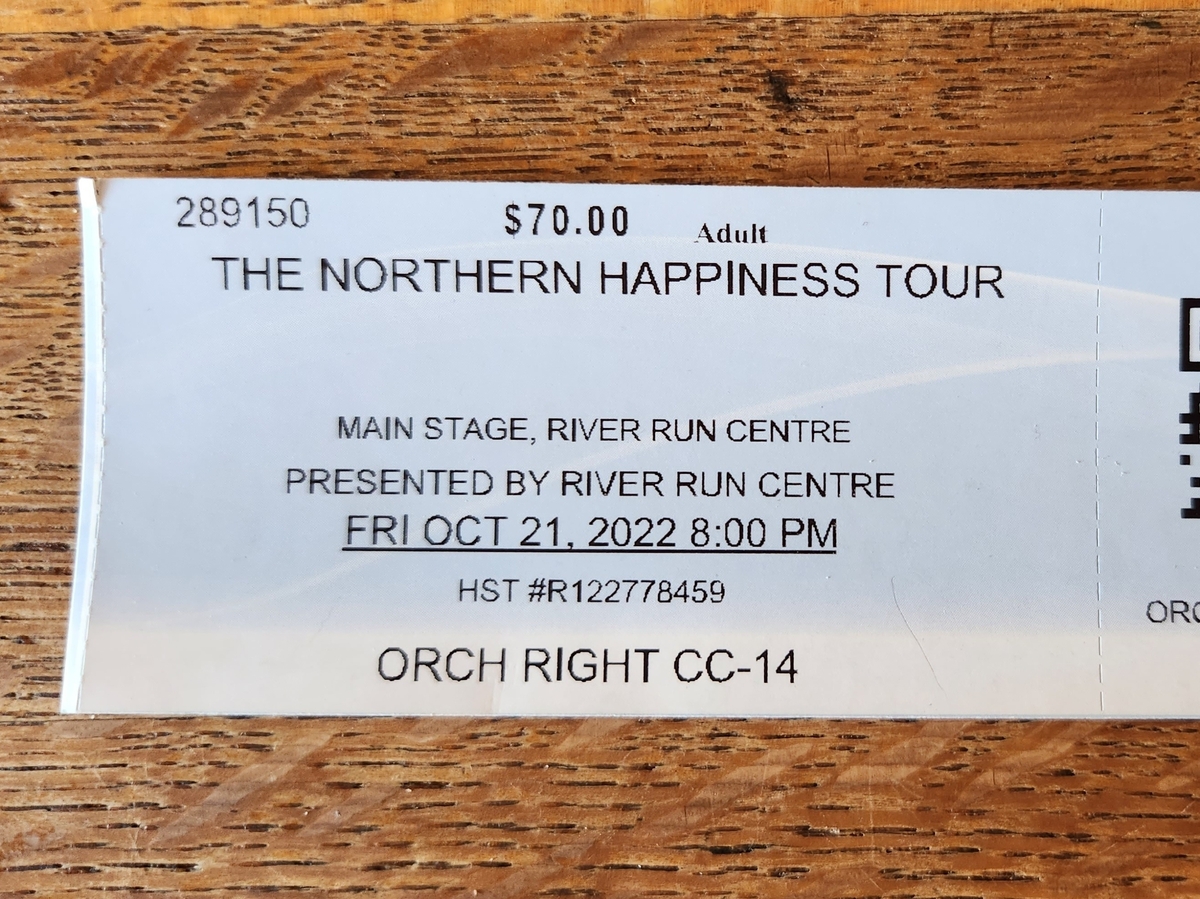 289150 $70.00 Adult
THE NORTHERN HAPPINESS TOUR
MAIN STAGE, RIVER RUN CENTRE
PRESENTED BY RIVER RUN CENTRE
FRI OCT 21, 2022 8:00 PM
HST #R122778459
ORCH RIGHT CC-14